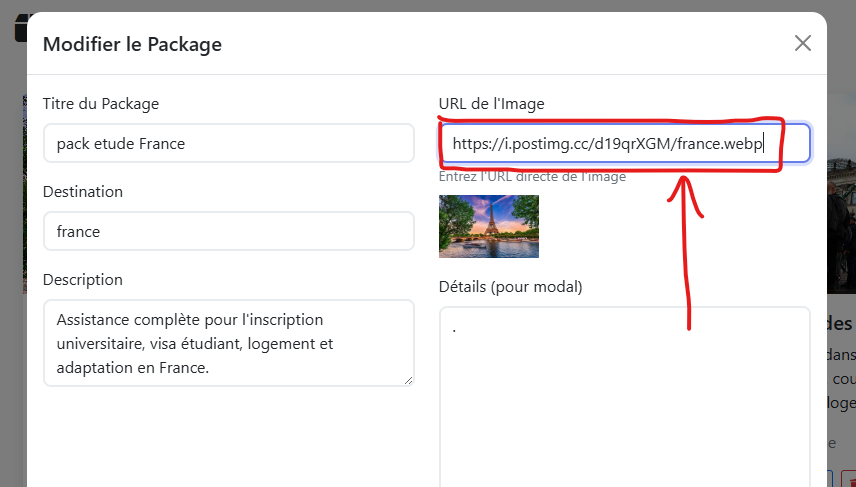 Modifier le Package
Titre du Package
pack etude France
Destination
france
Description
Assistance complète pour l'inscription
universitaire, visa étudiant, logement et
adaptation en France.
URL de l'Image
https://i.postimg.cc/d19qrXGM/france.webp
Entrez l'URL directe de l'image
Détails (pour modal)
.
des
dans
cou
loge
e